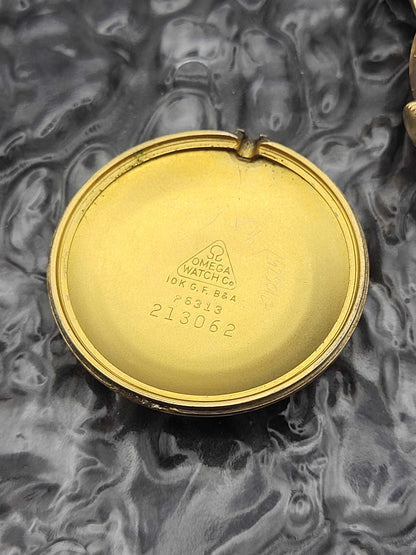 Ω
OMEGA
WATCH Co
10K G.F. B&A
P6313
213062